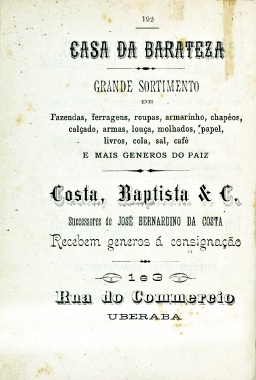 192
CASA DA BARATEZA
GRANDE SORTIMENTO
DE
Fazendas, ferragens, roupas, armarinho, chapéos,
calçado, armas, louça, molhados, papel,
livros, cola, sal, café
E MAIS GENEROS DO PAIZ
Costa, Baptista & C.
Successores de JOSÉ BERNARDINO DA COSTA
Recebem generos á consignação
1 e 3
Rua do Commercio
UBERABA